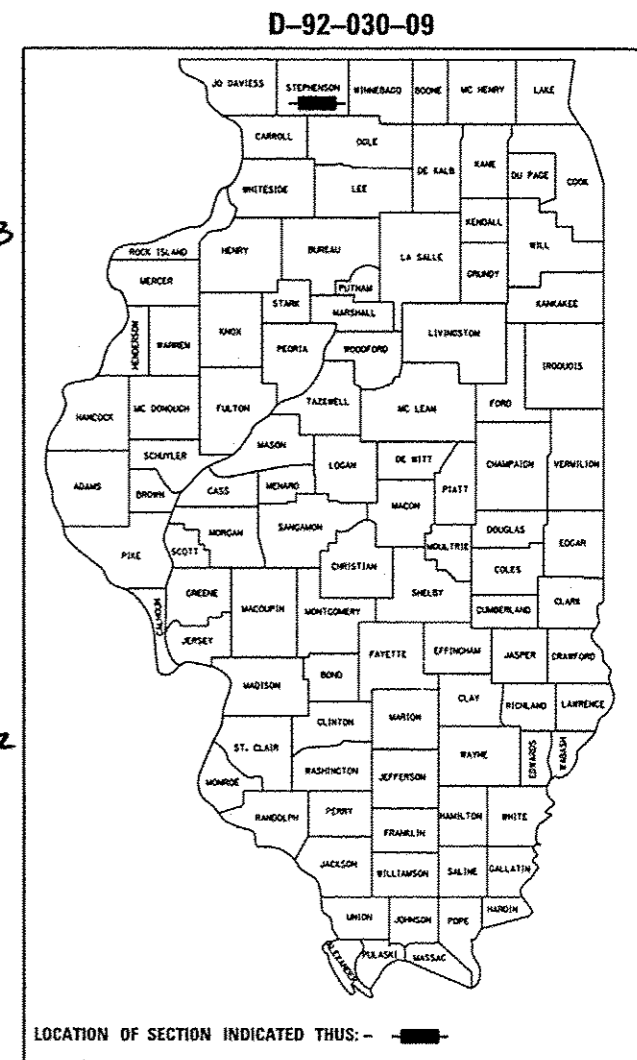 D-92-030-09
JO DAVIESS STEPHENSON WINNEBAGO BOONE MC HENRY LAKE
CARROLL OGLE
DE KALB KANE DU PAGE COOK
WHITESIDE LEE
KENDALL WILL
3
ROCK ISLAND HENRY BUREAU LA SALLE GRUNDY
MERCER PUTNAM KANKAKEE
STARK MARSHALL
HENDERSON WARREN KNOX PEORIA WOODFORD LIVINGSTON IROQUOIS
HANCOCK MC DONOUGH FULTON TAZEWELL MC LEAN FORD
MASON
SCHUYLER LOGAN DE WITT CHAMPAIGN VERMILION
ADAMS BROWN CASS MENARD MACON PIATT
MORGAN SANGAMON DOUGLAS EDGAR
PIKE SCOTT CHRISTIAN MOULTRIE COLES
GREENE SHELBY
CALHOUN MACOUPIN MONTGOMERY CUMBERLAND CLARK
JERSEY FAYETTE EFFINGHAM JASPER CRAWFORD
MADISON BOND
CLAY RICHLAND LAWRENCE
CLINTON MARION
2
ST. CLAIR WAYNE EDWARDS WABASH
MONROE WASHINGTON JEFFERSON
RANDOLPH PERRY HAMILTON WHITE
FRANKLIN
JACKSON WILLIAMSON SALINE GALLATIN
UNION JOHNSON POPE HARDIN
ALEXANDER PULASKI MASSAC
LOCATION OF SECTION INDICATED THUS: -